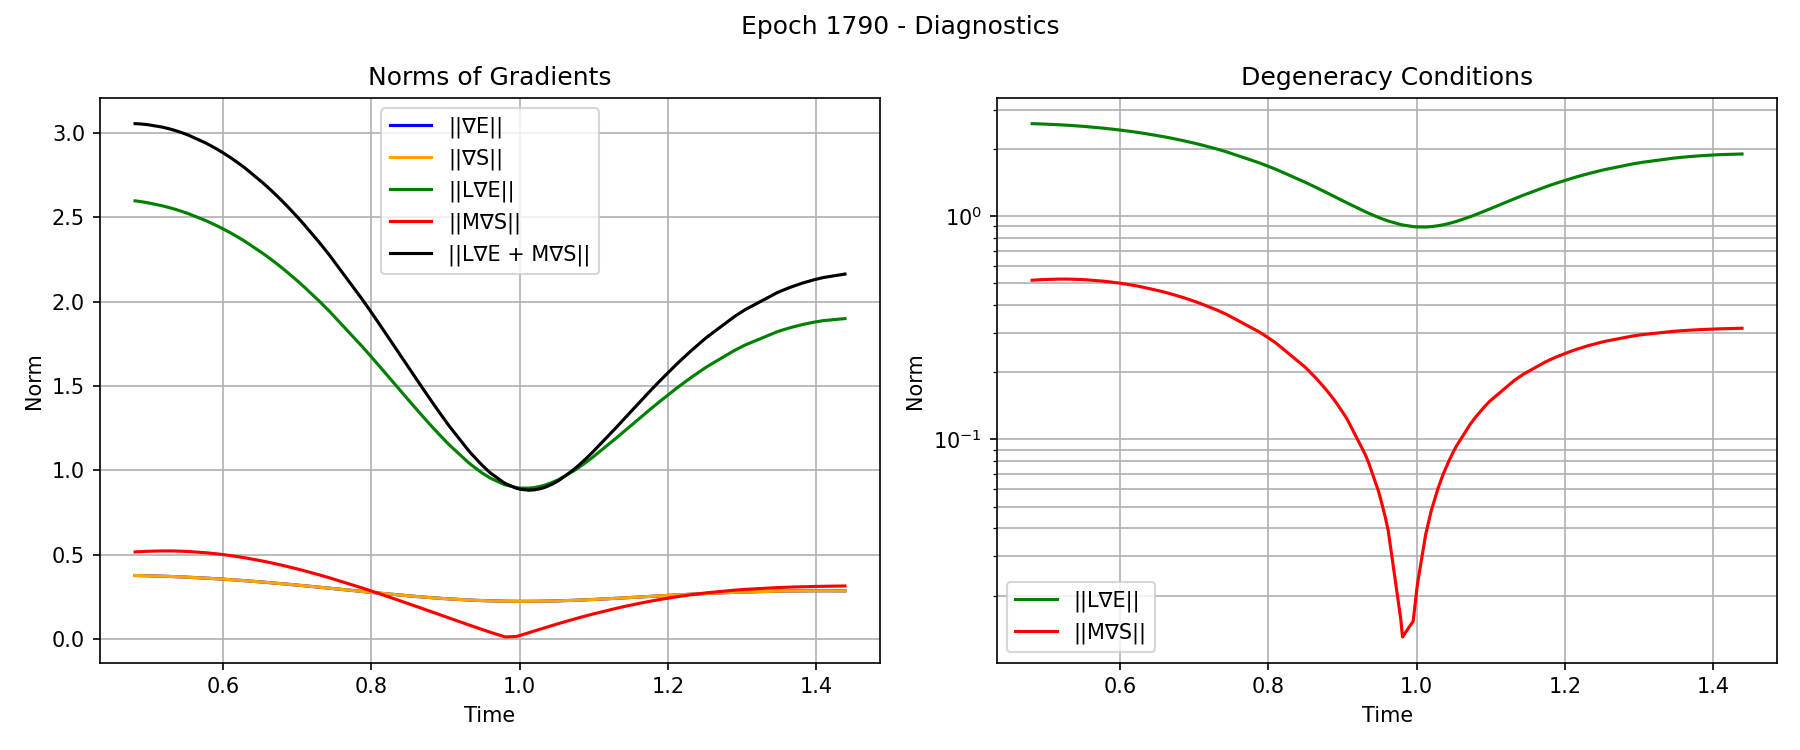 Epoch 1790 - Diagnostics
Norms of Gradients
||∇E||
||∇S||
||L∇E||
||M∇S||
||L∇E + M∇S||
3.0
2.5
2.0
1.5
1.0
0.5
0.0
Norm
0.6 0.8 1.0 1.2 1.4
Time
Degeneracy Conditions
10⁰
10⁻¹
Norm
||L∇E||
||M∇S||
0.6 0.8 1.0 1.2 1.4
Time